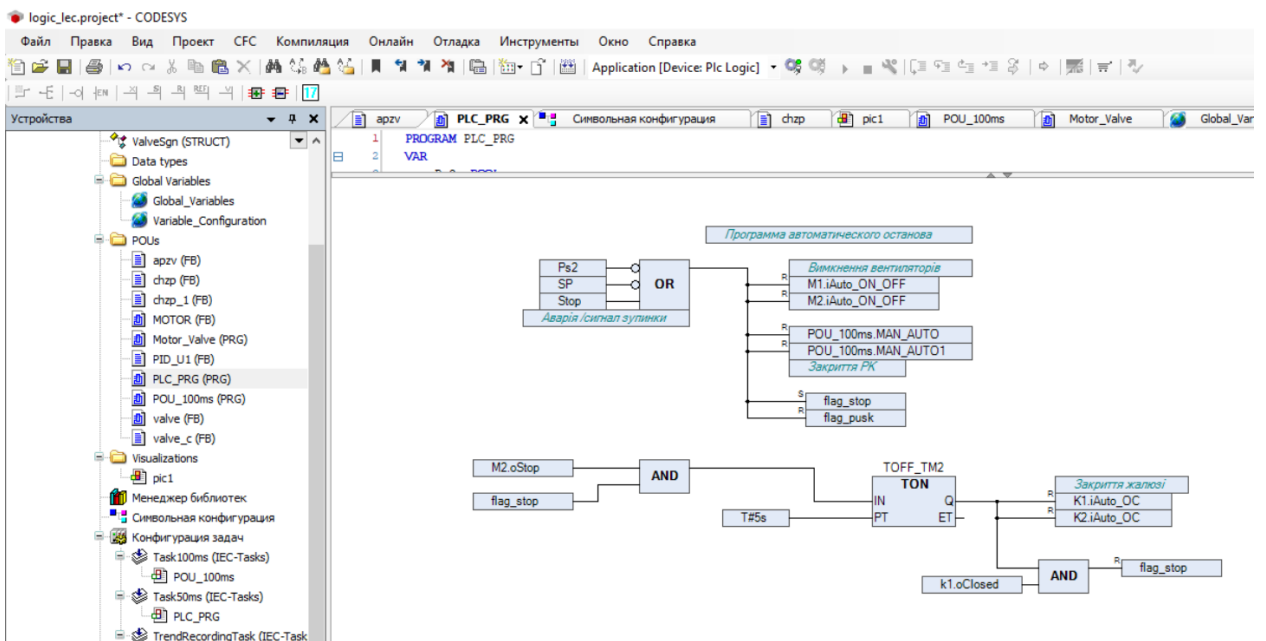 logic_lec.project* - CODESYS
Файл Правка Вид Проект CFC Компиляция Онлайн Отладка Инструменты Окно Справка
Application [Device: Plc Logic]
Устройства
apzv PLC_PRG Символьная конфигурация chzp pic1 POU_100ms Motor_Valve Global_Var
1 PROGRAM PLC_PRG
2 VAR
ValveSgn (STRUCT)
Data types
Global Variables
Global_Variables
Variable_Configuration
POUs
apzv (FB)
chzp (FB)
chzp_1 (FB)
MOTOR (FB)
Motor_Valve (PRG)
PID_U1 (FB)
PLC_PRG (PRG)
POU_100ms (PRG)
valve (FB)
valve_c (FB)
Visualizations
pic1
Менеджер библиотек
Символьная конфигурация
Конфигурация задач
Task100ms (IEC-Tasks)
POU_100ms
Task50ms (IEC-Tasks)
PLC_PRG
TrendRecordingTask (IEC-Task
Программа автоматического останова
Ps2
SP
Stop
OR
Аварія /сигнал зупинки
Вимкнення вентиляторів
R M1.iAuto_ON_OFF
R M2.iAuto_ON_OFF
R POU_100ms.MAN_AUTO
R POU_100ms.MAN_AUTO1
Закриття РК
S flag_stop
R flag_pusk
M2.oStop
flag_stop
AND
TOFF_TM2
TON
IN Q
T#5s PT ET
Закриття жалюзі
R K1.iAuto_OC
R K2.iAuto_OC
k1.oClosed
AND
R flag_stop